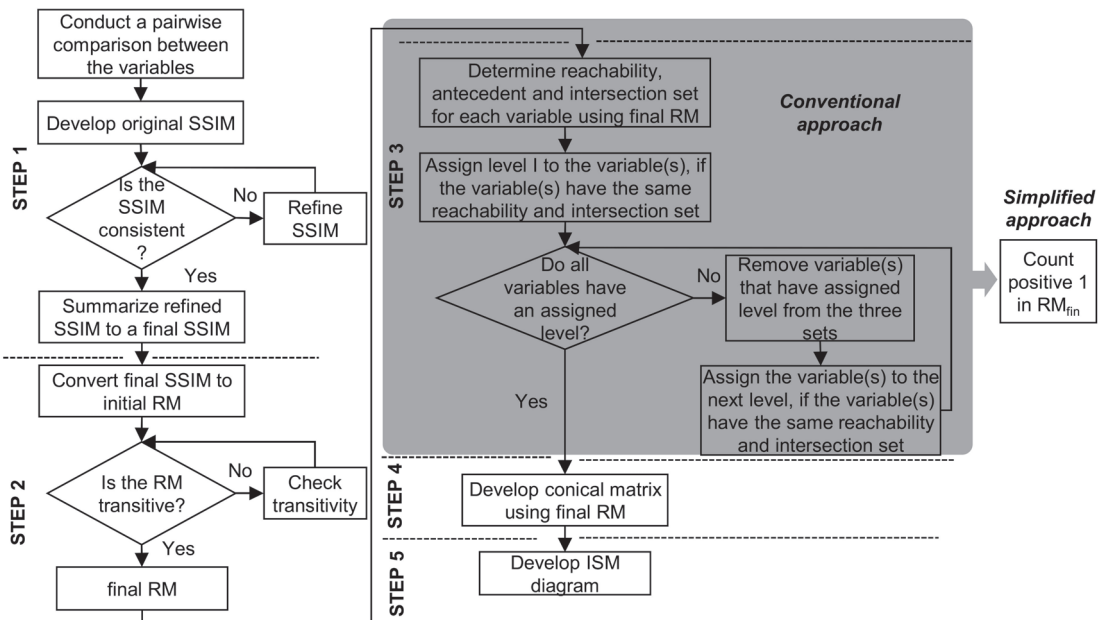 STEP 1
Conduct a pairwise
comparison between
the variables
Develop original SSIM
Is the
SSIM
consistent
?
No
Refine
SSIM
Yes
Summarize refined
SSIM to a final SSIM
STEP 2
Convert final SSIM to
initial RM
Is the RM
transitive?
No
Check
transitivity
Yes
final RM
STEP 3
Determine reachability,
antecedent and intersection set
for each variable using final RM
Conventional
approach
Assign level I to the variable(s), if
the variable(s) have the same
reachability and intersection set
Do all
variables have
an assigned
level?
No
Remove variable(s)
that have assigned
level from the three
sets
Assign the variable(s) to the
next level, if the variable(s)
have the same reachability
and intersection set
Yes
Simplified
approach
Count
positive 1
in RMfin
STEP 4
Develop conical matrix
using final RM
STEP 5
Develop ISM
diagram